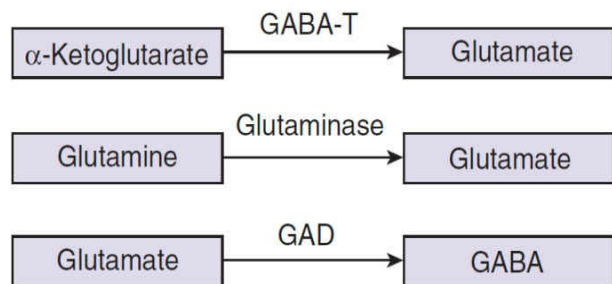 GABA-T
α-Ketoglutarate Glutamate
Glutaminase
Glutamine Glutamate
GAD
Glutamate GABA